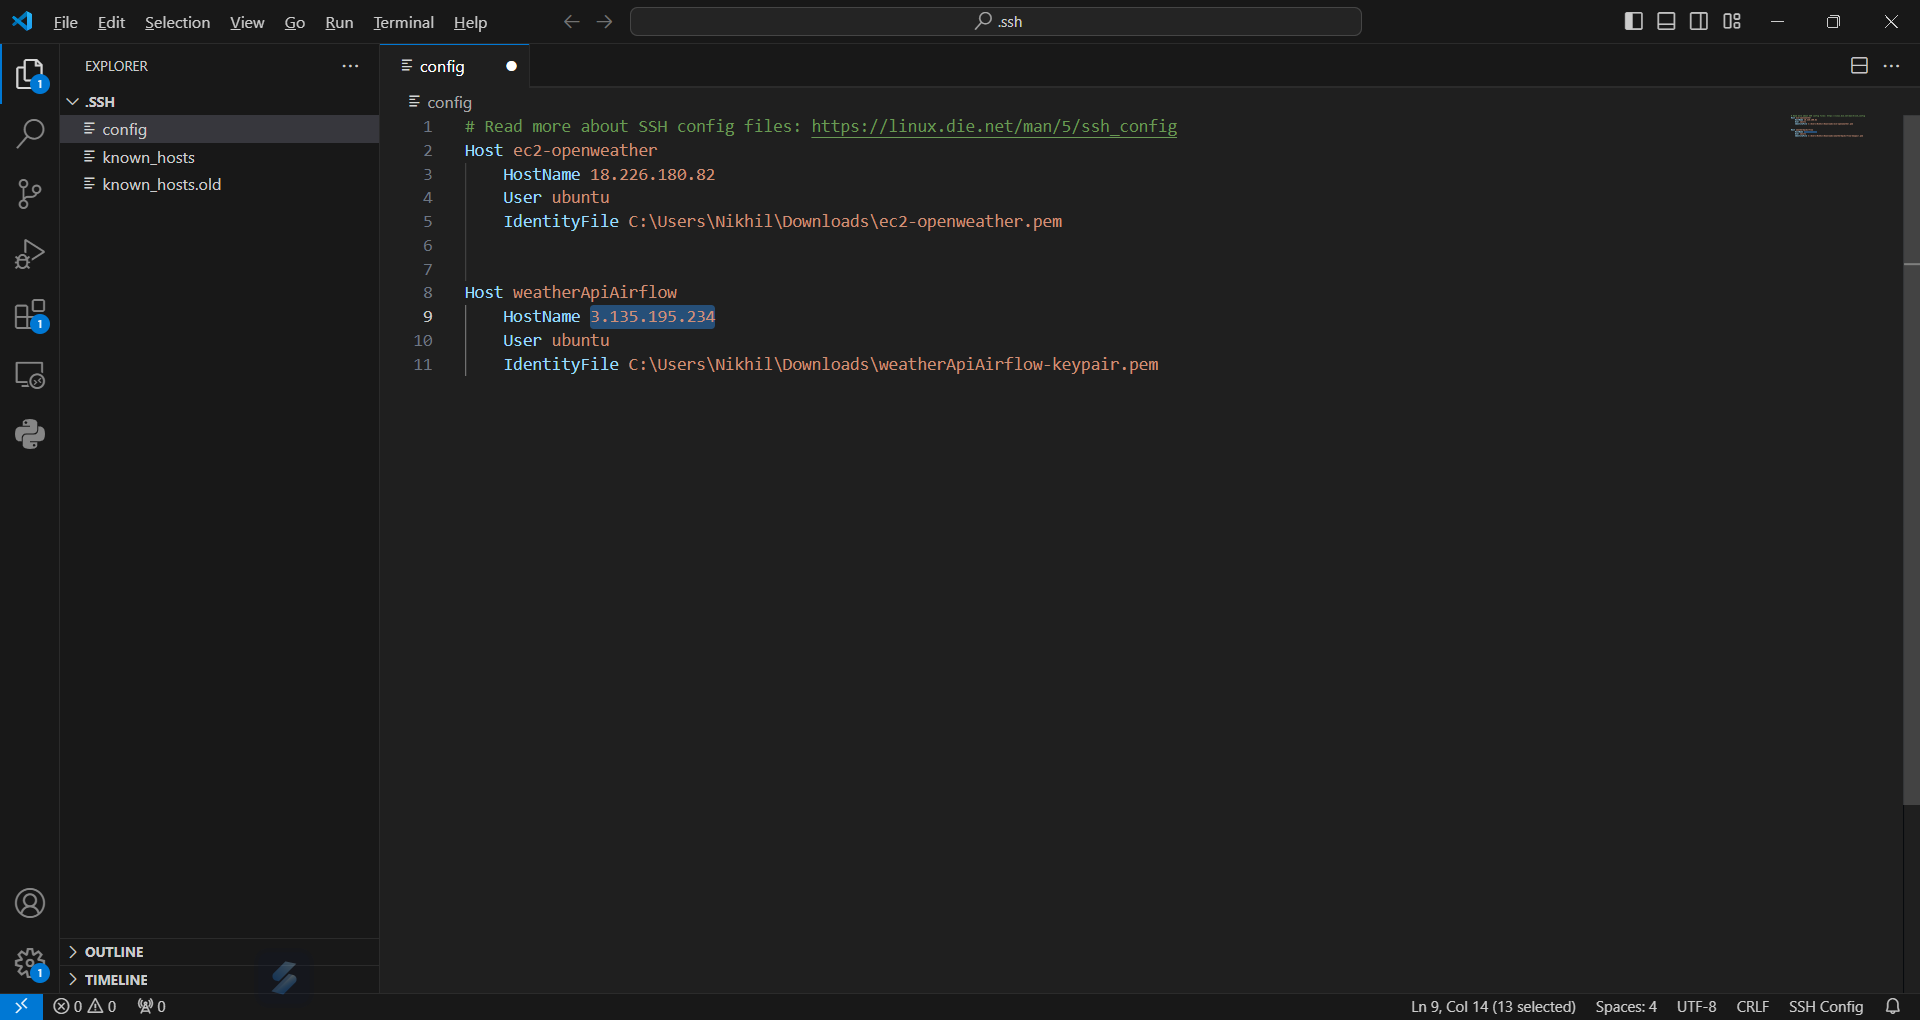 File Edit Selection View Go Run Terminal Help
.ssh
EXPLORER
.SSH
config
known_hosts
known_hosts.old
OUTLINE
TIMELINE
config
config
1 # Read more about SSH config files: https://linux.die.net/man/5/ssh_config
2 Host ec2-openweather
3 HostName 18.226.180.82
4 User ubuntu
5 IdentityFile C:\Users\Nikhil\Downloads\ec2-openweather.pem
6
7
8 Host weatherApiAirflow
9 HostName 3.135.195.234
10 User ubuntu
11 IdentityFile C:\Users\Nikhil\Downloads\weatherApiAirflow-keypair.pem
1
1
1
0 0 0 Ln 9, Col 14 (13 selected) Spaces: 4 UTF-8 CRLF SSH Config